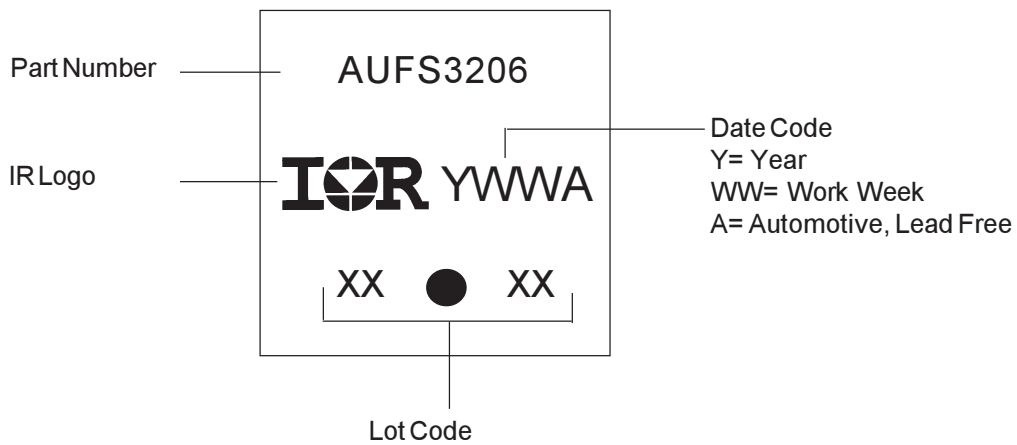 Part Number
AUFS3206
Date Code
Y= Year
WW= Work Week
A= Automotive, Lead Free
IR Logo
IOR YWWA
XX XX
Lot Code